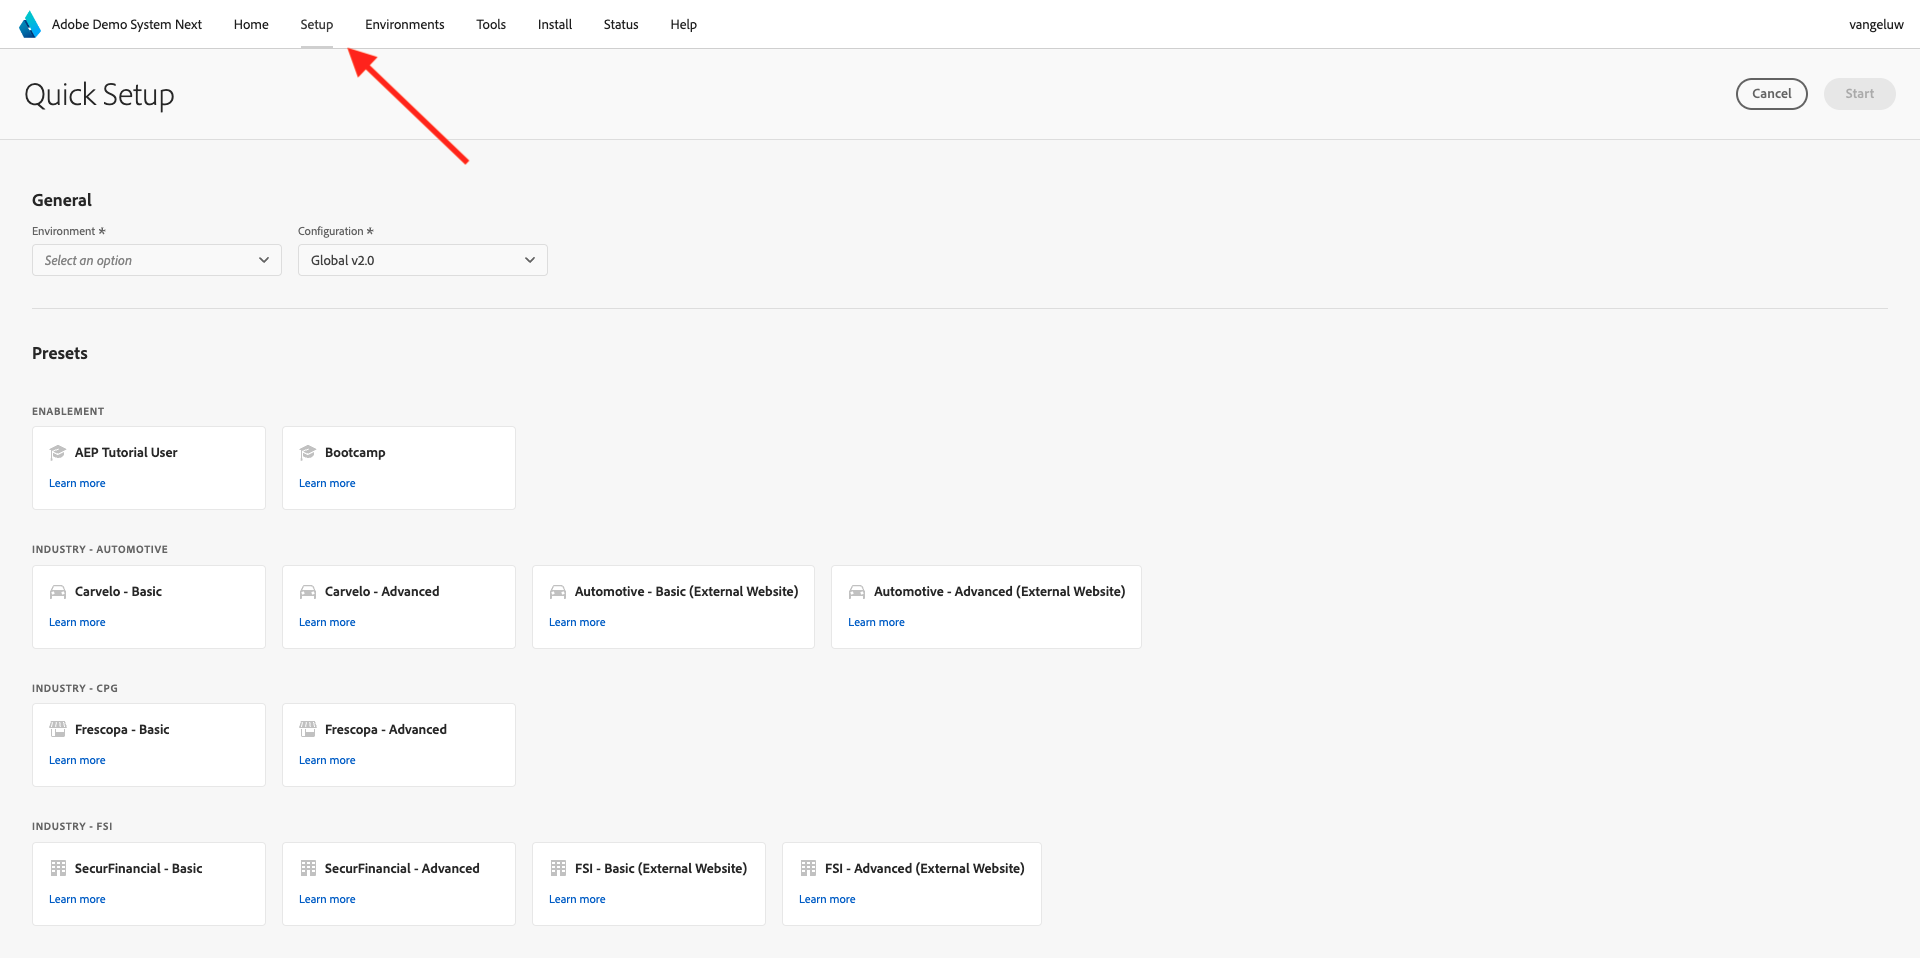 Adobe Demo System Next Home Setup Environments Tools Install Status Help vangeluw
Quick Setup Cancel Start
General
Environment * Configuration *
Select an option Global v2.0
Presets
ENABLEMENT
AEP Tutorial User Bootcamp
Learn more Learn more
INDUSTRY - AUTOMOTIVE
Carvelo - Basic Carvelo - Advanced Automotive - Basic (External Website) Automotive - Advanced (External Website)
Learn more Learn more Learn more Learn more
INDUSTRY - CPG
Frescopa - Basic Frescopa - Advanced
Learn more Learn more
INDUSTRY - FSI
SecurFinancial - Basic SecurFinancial - Advanced FSI - Basic (External Website) FSI - Advanced (External Website)
Learn more Learn more Learn more Learn more